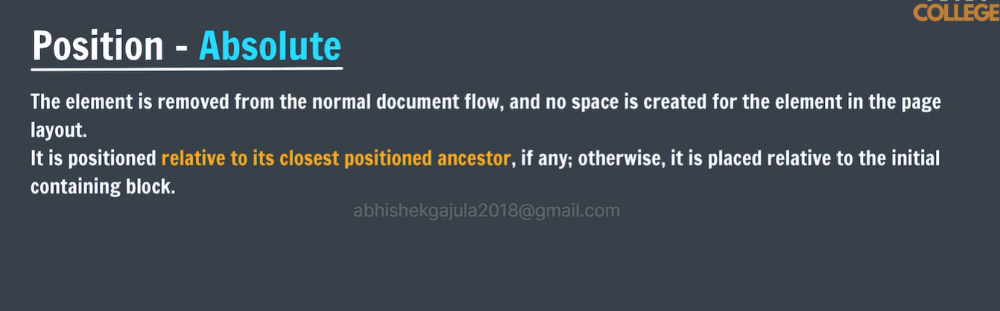 COLLEGE
Position - Absolute
The element is removed from the normal document flow, and no space is created for the element in the page
layout.
It is positioned relative to its closest positioned ancestor, if any; otherwise, it is placed relative to the initial
containing block.
abhishekgajula2018@gmail.com